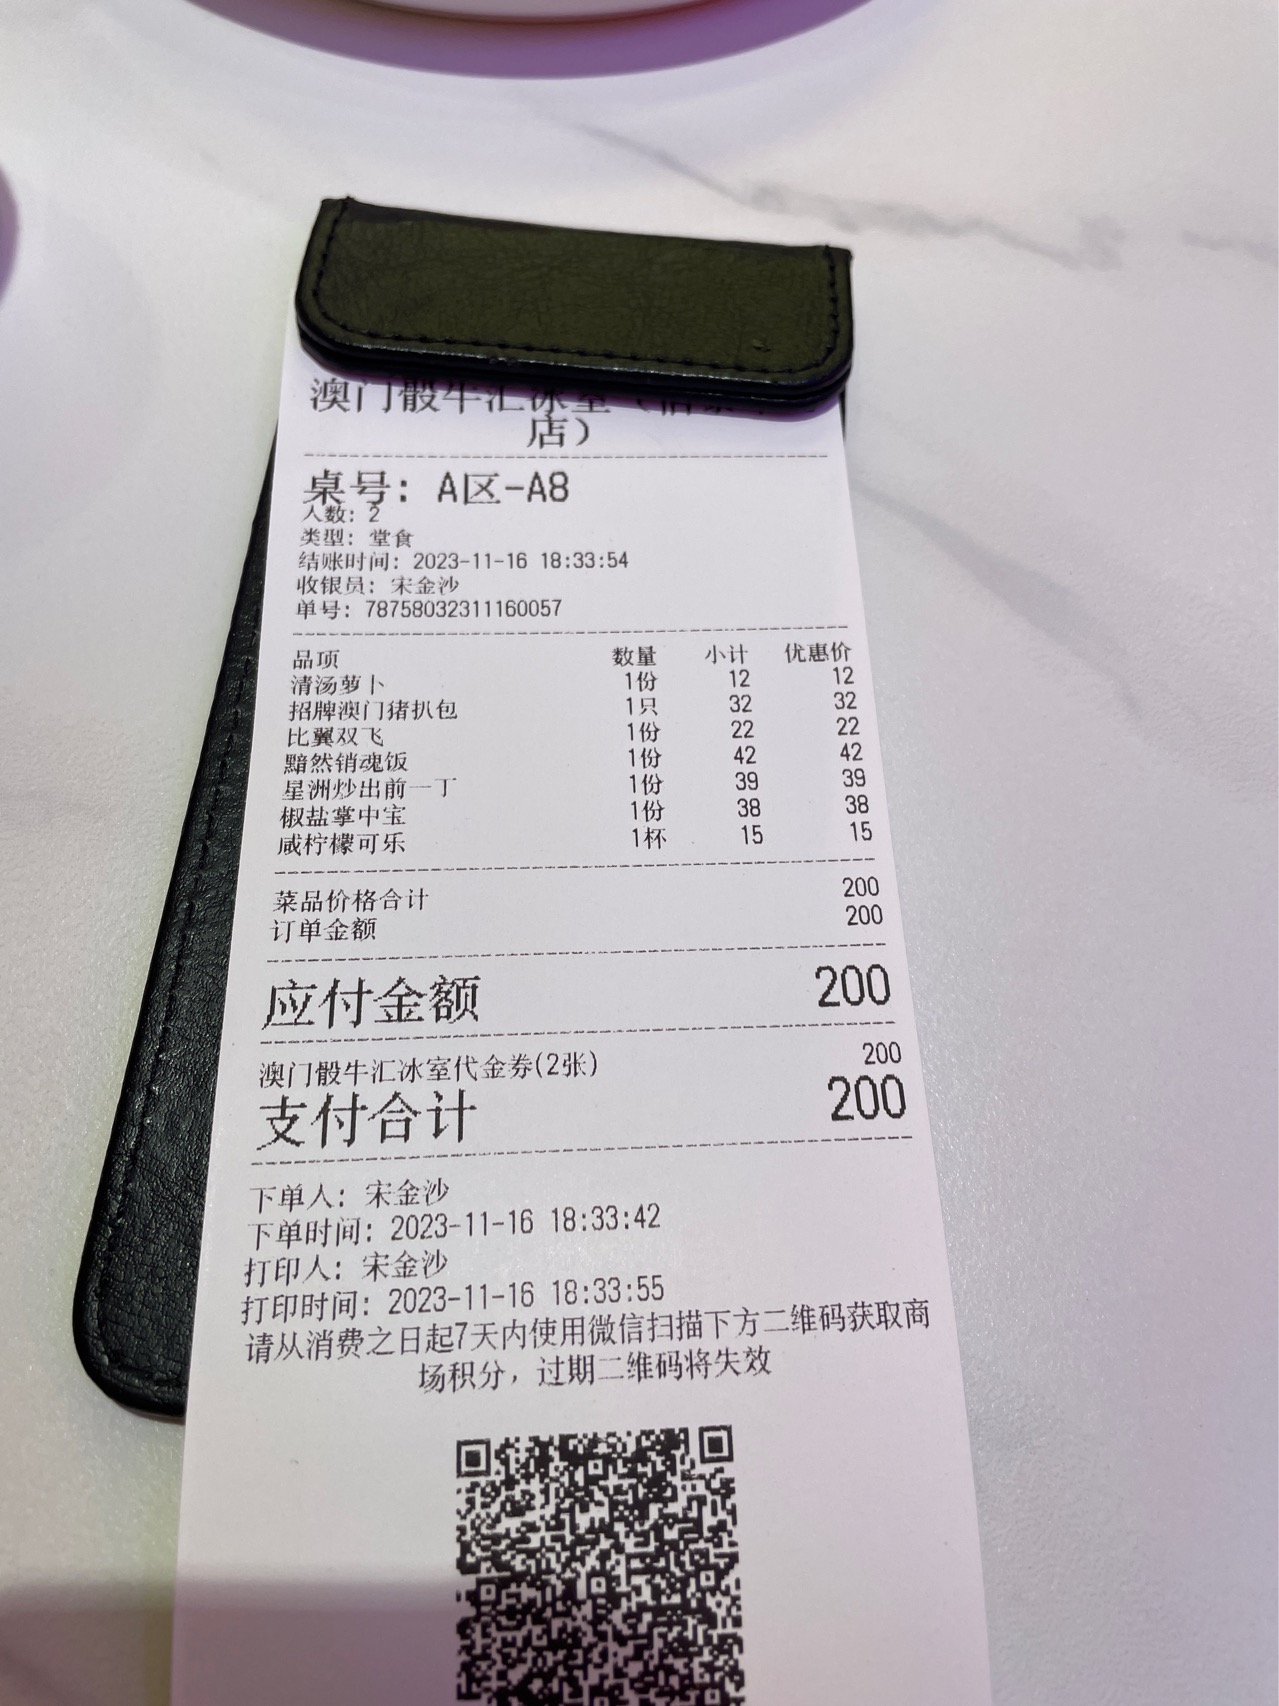 澳门骰牛汇冰室（
店）
桌号: A区-A8
人数: 2
类型: 堂食
结账时间: 2023-11-16 18:33:54
收银员: 宋金沙
单号: 78758032311160057
品项 数量 小计 优惠价
清汤萝卜 1份 12 12
招牌澳门猪扒包 1只 32 32
比翼双飞 1份 22 22
黯然销魂饭 1份 42 42
星洲炒出前一丁 1份 39 39
椒盐掌中宝 1份 38 38
咸柠檬可乐 1杯 15 15
菜品价格合计 200
订单金额 200
应付金额 200
澳门骰牛汇冰室代金券(2张) 200
支付合计 200
下单人: 宋金沙
下单时间: 2023-11-16 18:33:42
打印人: 宋金沙
打印时间: 2023-11-16 18:33:55
请从消费之日起7天内使用微信扫描下方二维码获取商
场积分，过期二维码将失效